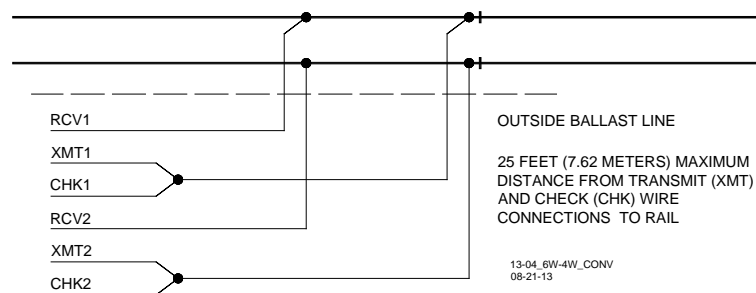 RCV1
XMT1
CHK1
RCV2
XMT2
CHK2
OUTSIDE BALLAST LINE
25 FEET (7.62 METERS) MAXIMUM
DISTANCE FROM TRANSMIT (XMT)
AND CHECK (CHK) WIRE
CONNECTIONS TO RAIL
13-04_6W-4W_CONV
08-21-13